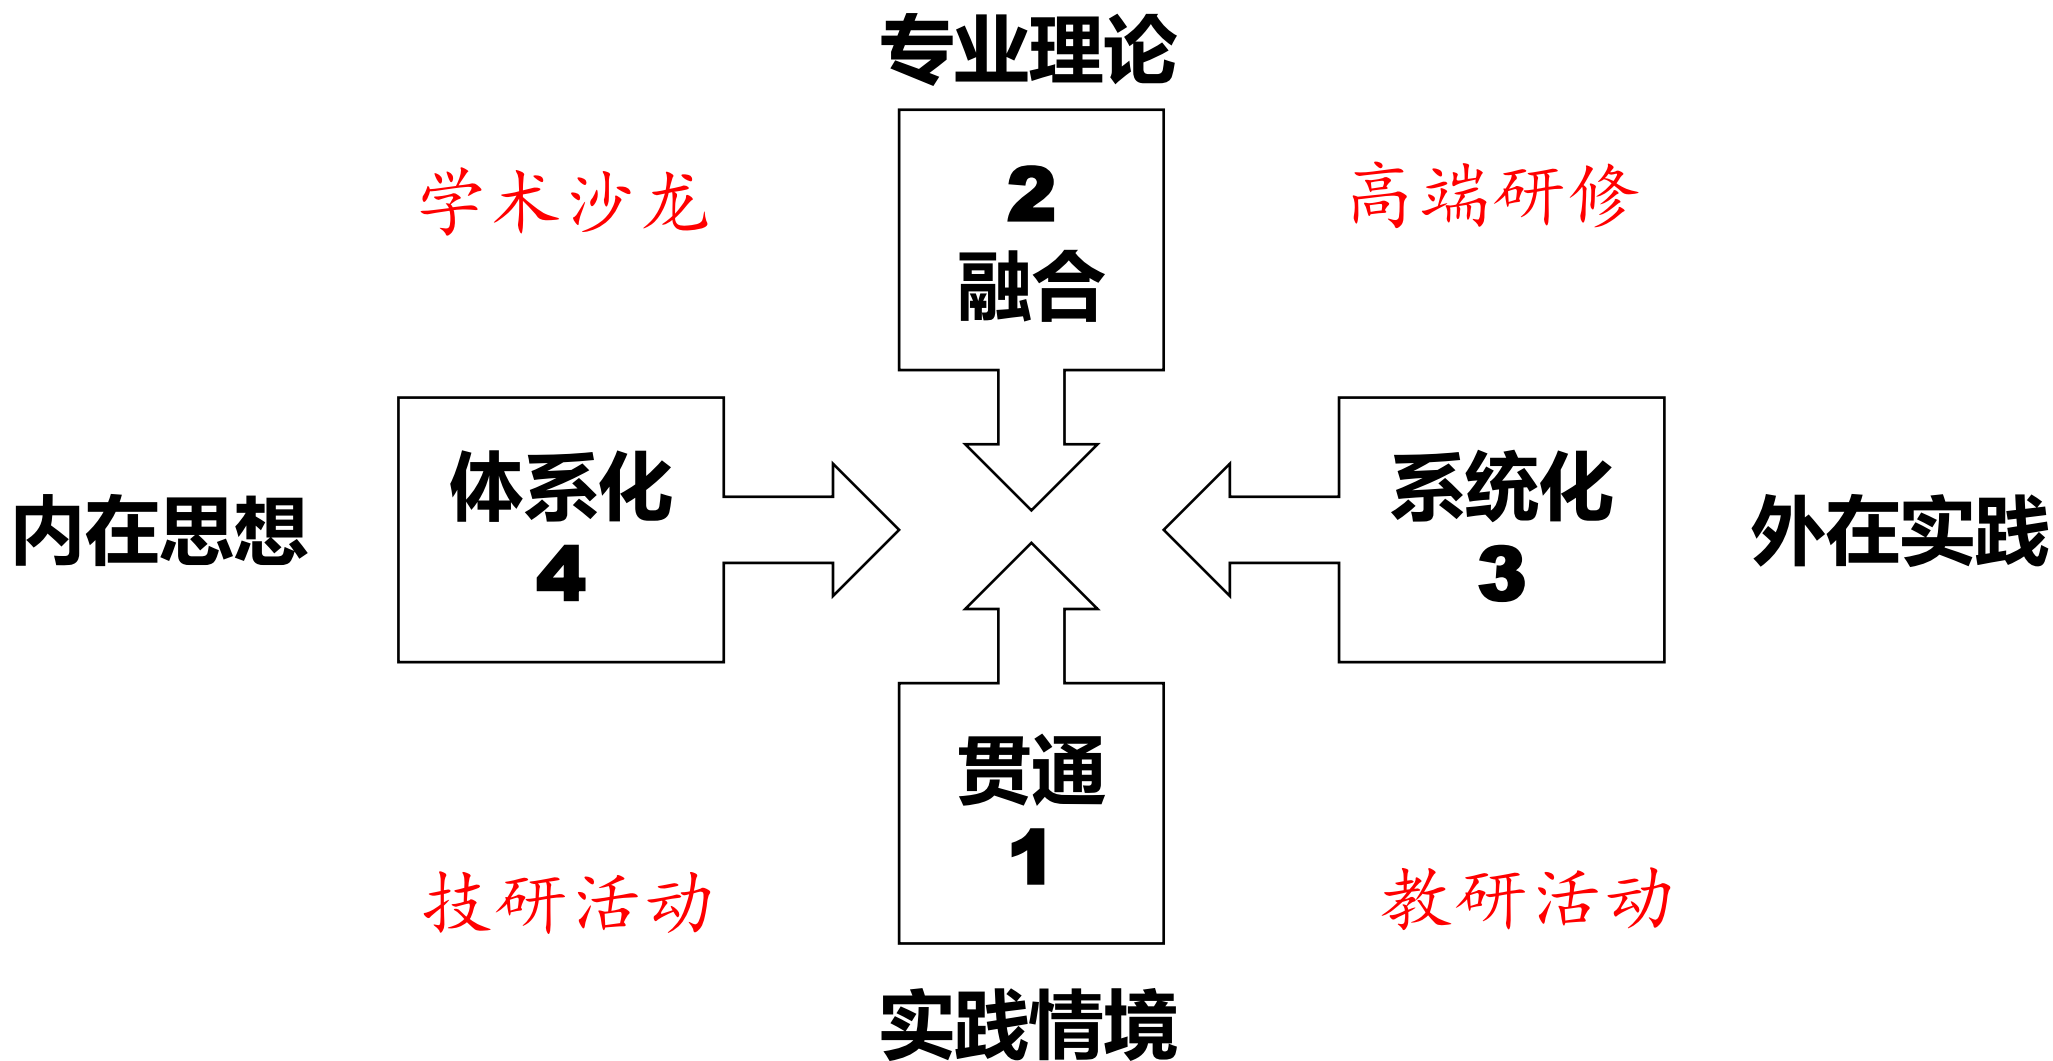 专业理论
学术沙龙
2
融合
高端研修
内在思想
体系化
4
系统化
3
外在实践
贯通
1
技研活动
教研活动
实践情境